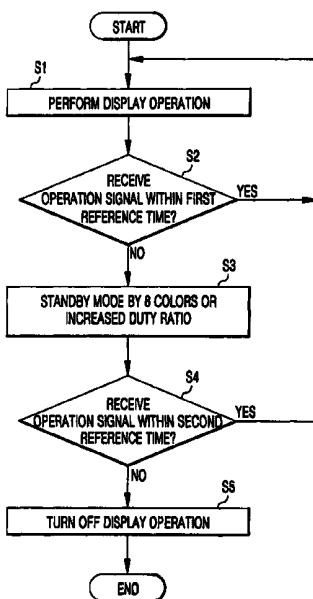 START
S1
PERFORM DISPLAY OPERATION
S2
RECEIVE
OPERATION SIGNAL WITHIN FIRST
REFERENCE TIME?
YES
NO
S3
STANDBY MODE BY 8 COLORS OR
INCREASED DUTY RATIO
S4
RECEIVE
OPERATION SIGNAL WITHIN SECOND
REFERENCE TIME?
YES
NO
S5
TURN OFF DISPLAY OPERATION
END